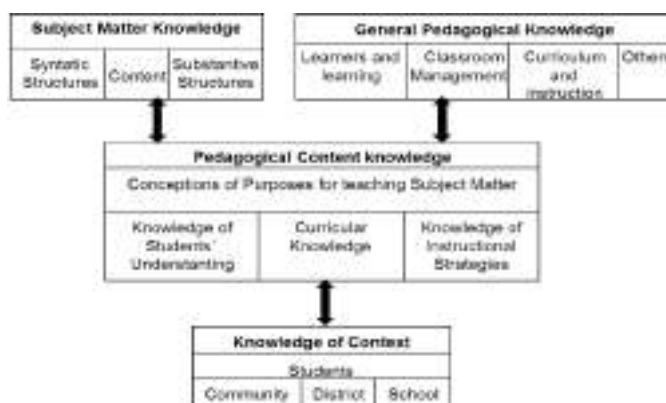 Subject Matter Knowledge
Syntatic
Structures
Content
Substantive
Structures
General Pedagogical Knowledge
Learners and
learning
Classroom
Management
Curriculum
and
instruction
Other
Pedagogical Content knowledge
Conceptions of Purposes for teaching Subject Matter
Knowledge of
Students'
Understanting
Curricular
Knowledge
Knowledge of
Instructional
Strategies
Knowledge of Context
Students
Community
District
School